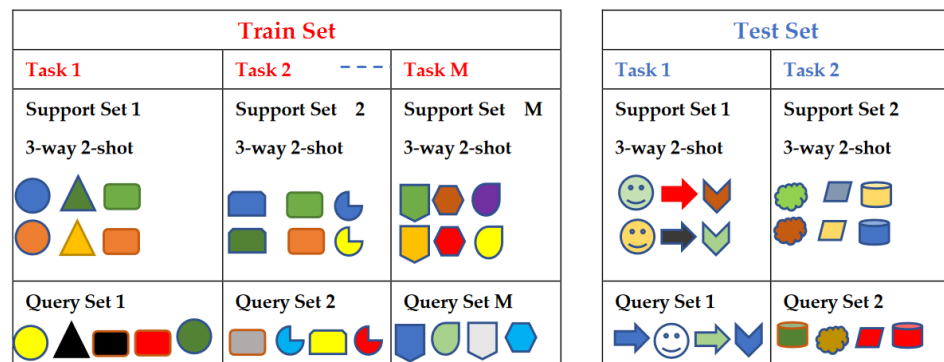 Train Set
Test Set
Task 1
Task 2
Task M
Task 1
Task 2
Support Set 1
Support Set 2
Support Set M
Support Set 1
Support Set 2
3-way 2-shot
3-way 2-shot
3-way 2-shot
3-way 2-shot
3-way 2-shot
Query Set 1
Query Set 2
Query Set M
Query Set 1
Query Set 2